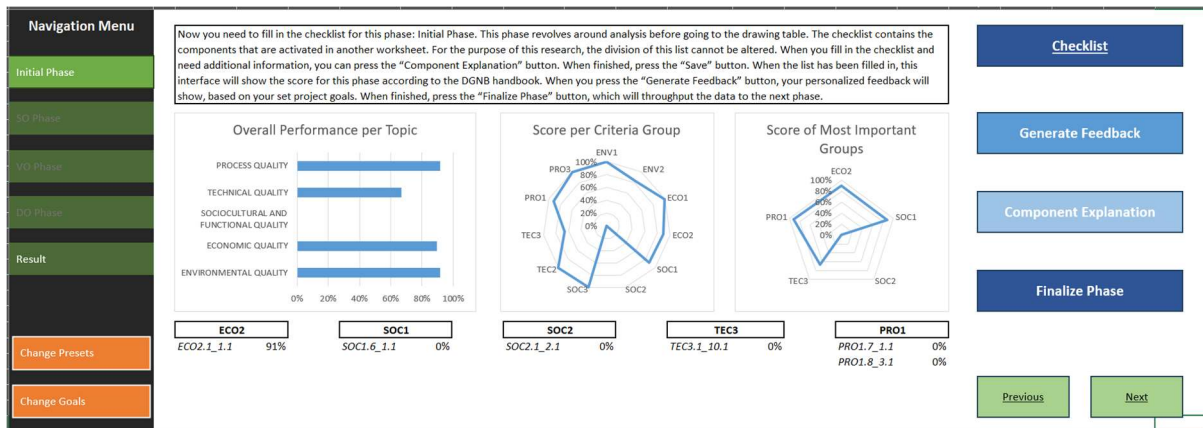 Navigation Menu
Initial Phase
SO Phase
VO Phase
DO Phase
Result
Change Presets
Change Goals
Now you need to fill in the checklist for this phase: Initial Phase. This phase revolves around analysis before going to the drawing table. The checklist contains the
components that are activated in another worksheet. For the purpose of this research, the division of this list cannot be altered. When you fill in the checklist and
need additional information, you can press the “Component Explanation” button. When finished, press the “Save” button. When the list has been filled in, this
interface will show the score for this phase according to the DGNB handbook. When you press the “Generate Feedback” button, your personalized feedback will
show, based on your set project goals. When finished, press the “Finalize Phase” button, which will throughput the data to the next phase.
Overall Performance per Topic
PROCESS QUALITY
TECHNICAL QUALITY
SOCIOCULTURAL AND
FUNCTIONAL QUALITY
ECONOMIC QUALITY
ENVIRONMENTAL QUALITY
0% 20% 40% 60% 80% 100%
Score per Criteria Group
ENV1
ENV2
ECO1
ECO2
SOC1
SOC2
SOC3
TEC2
TEC3
PRO1
PRO3
100%
80%
60%
40%
20%
0%
Score of Most Important
Groups
ECO2
SOC1
SOC2
TEC3
PRO1
100%
80%
60%
40%
20%
0%
ECO2 SOC1 SOC2 TEC3 PRO1
ECO2.1_1.1 91% SOC1.6_1.1 0% SOC2.1_2.1 0% TEC3.1_10.1 0% PRO1.7_1.1 0%
PRO1.8_3.1 0%
Checklist
Generate Feedback
Component Explanation
Finalize Phase
Previous
Next